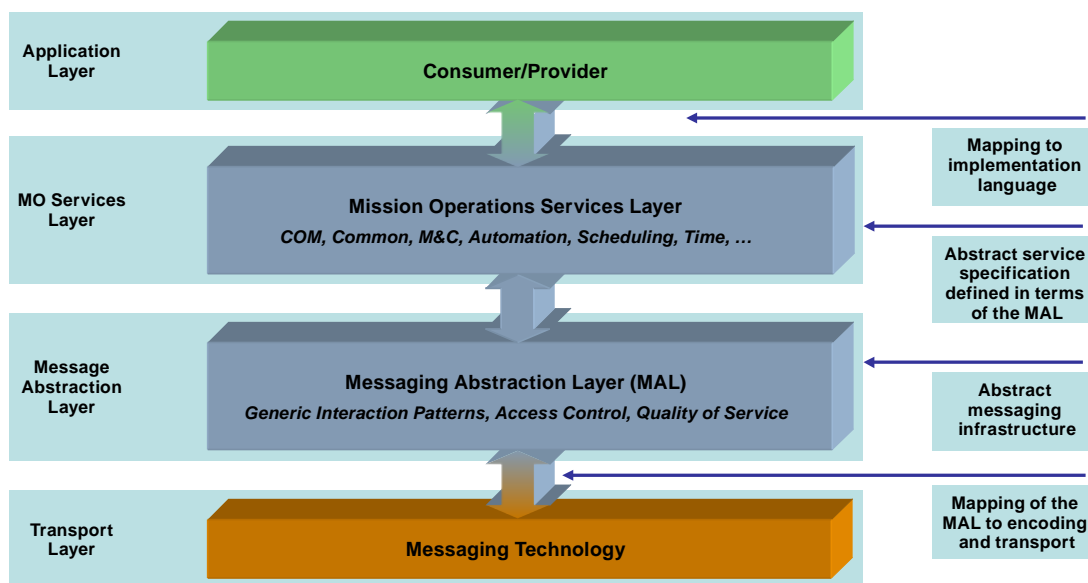 Application
Layer
Consumer/Provider
Mapping to
implementation
language
MO Services
Layer
Mission Operations Services Layer
COM, Common, M&C, Automation, Scheduling, Time, …
Abstract service
specification
defined in terms
of the MAL
Message
Abstraction
Layer
Messaging Abstraction Layer (MAL)
Generic Interaction Patterns, Access Control, Quality of Service
Abstract
messaging
infrastructure
Transport
Layer
Messaging Technology
Mapping of the
MAL to encoding
and transport